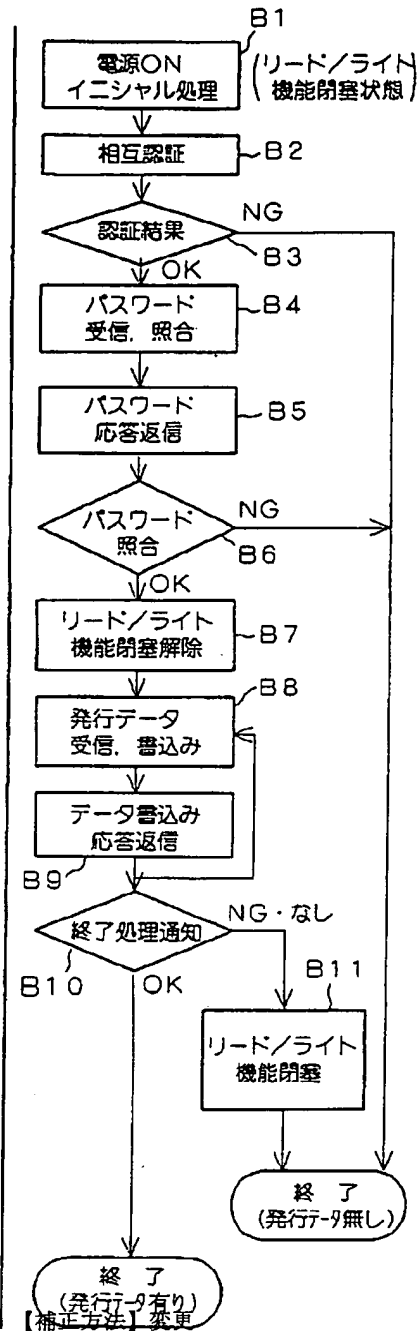 B1
電源ON
イニシャル処理
(リード/ライト
機能閉塞状態)
相互認証
B2
認証結果
NG
B3
OK
パスワード
受信, 照合
B4
パスワード
応答返信
B5
パスワード
照合
NG
B6
OK
リード/ライト
機能閉塞解除
B7
B8
発行データ
受信, 書込み
データ書込み
応答返信
B9
終了処理通知
NG・なし
B10
OK
B11
リード/ライト
機能閉塞
終了
(発行データ無し)
終了
(発行データ有り)
【補正方法】変更